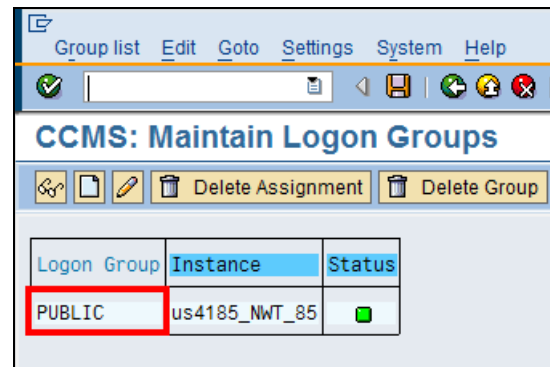 Group list Edit Goto Settings System Help
CCMS: Maintain Logon Groups
Delete Assignment Delete Group
Logon Group Instance Status
PUBLIC us4185_NWT_85